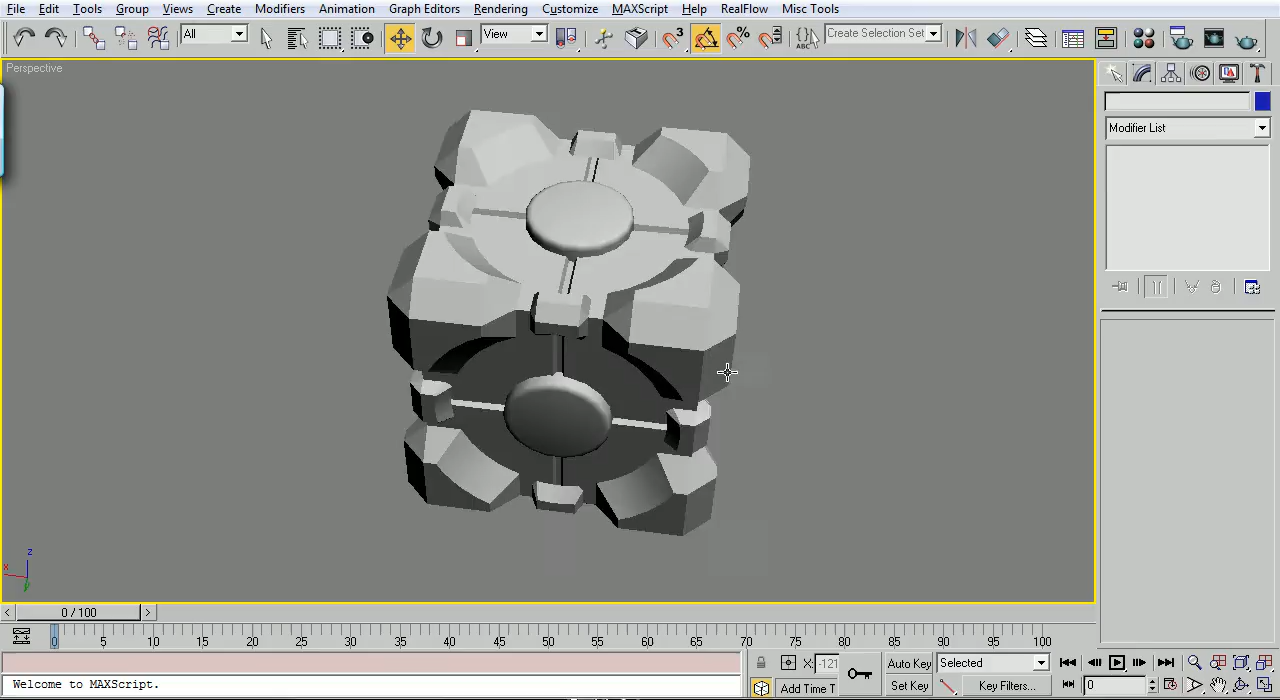 File Edit Tools Group Views Create Modifiers Animation Graph Editors Rendering Customize MAXScript Help RealFlow Misc Tools
All View 3 % ABC Create Selection Set
Perspective
Modifier List
z
x
0 / 100
0 5 10 15 20 25 30 35 40 45 50 55 60 65 70 75 80 85 90 95 100
X: -121 Auto Key Selected
Welcome to MAXScript. Add Time T Set Key Key Filters... 0